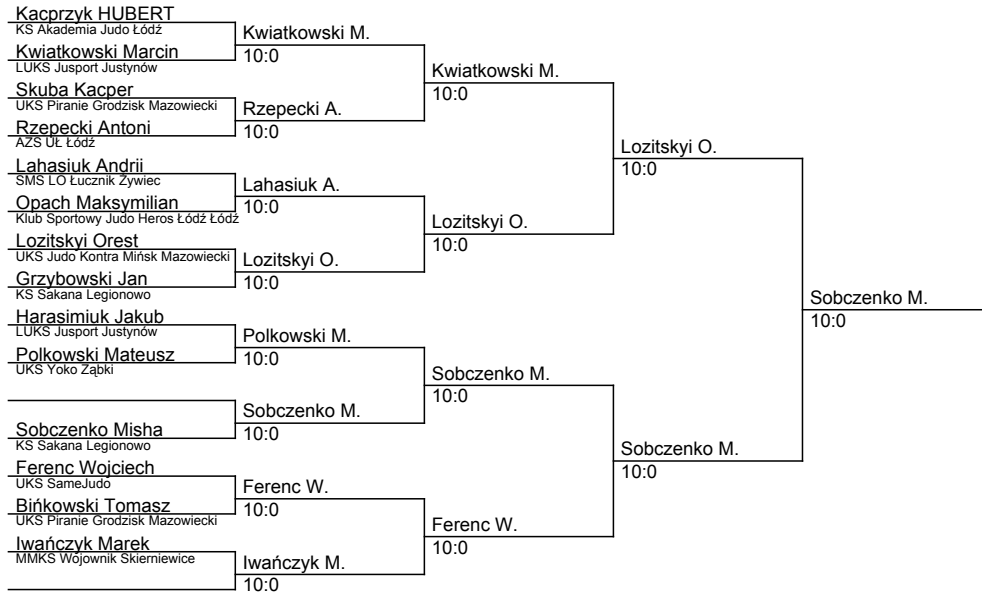 Kacprzyk HUBERT
KS Akademia Judo Łódź
Kwiatkowski M.
10:0
Kwiatkowski Marcin
LUKS Jusport Justynów
Kwiatkowski M.
10:0
Skuba Kacper
UKS Piranie Grodzisk Mazowiecki
Rzepecki A.
10:0
Rzepecki Antoni
AZS UŁ Łódź
Lozitskyi O.
10:0
Lahasiuk Andrii
SMS LO Łucznik Żywiec
Lahasiuk A.
10:0
Opach Maksymilian
Klub Sportowy Judo Heros Łódź Łódź
Lozitskyi O.
10:0
Lozitskyi Orest
UKS Judo Kontra Mińsk Mazowiecki
Lozitskyi O.
10:0
Grzybowski Jan
KS Sakana Legionowo
Sobczenko M.
10:0
Harasimiuk Jakub
LUKS Jusport Justynów
Polkowski M.
10:0
Polkowski Mateusz
UKS Yoko Ząbki
Sobczenko M.
10:0
Sobczenko M.
10:0
Sobczenko Misha
KS Sakana Legionowo
Sobczenko M.
10:0
Ferenc Wojciech
UKS SameJudo
Ferenc W.
10:0
Bińkowski Tomasz
UKS Piranie Grodzisk Mazowiecki
Ferenc W.
10:0
Iwańczyk Marek
MMKS Wojownik Skierniewice
Iwańczyk M.
10:0